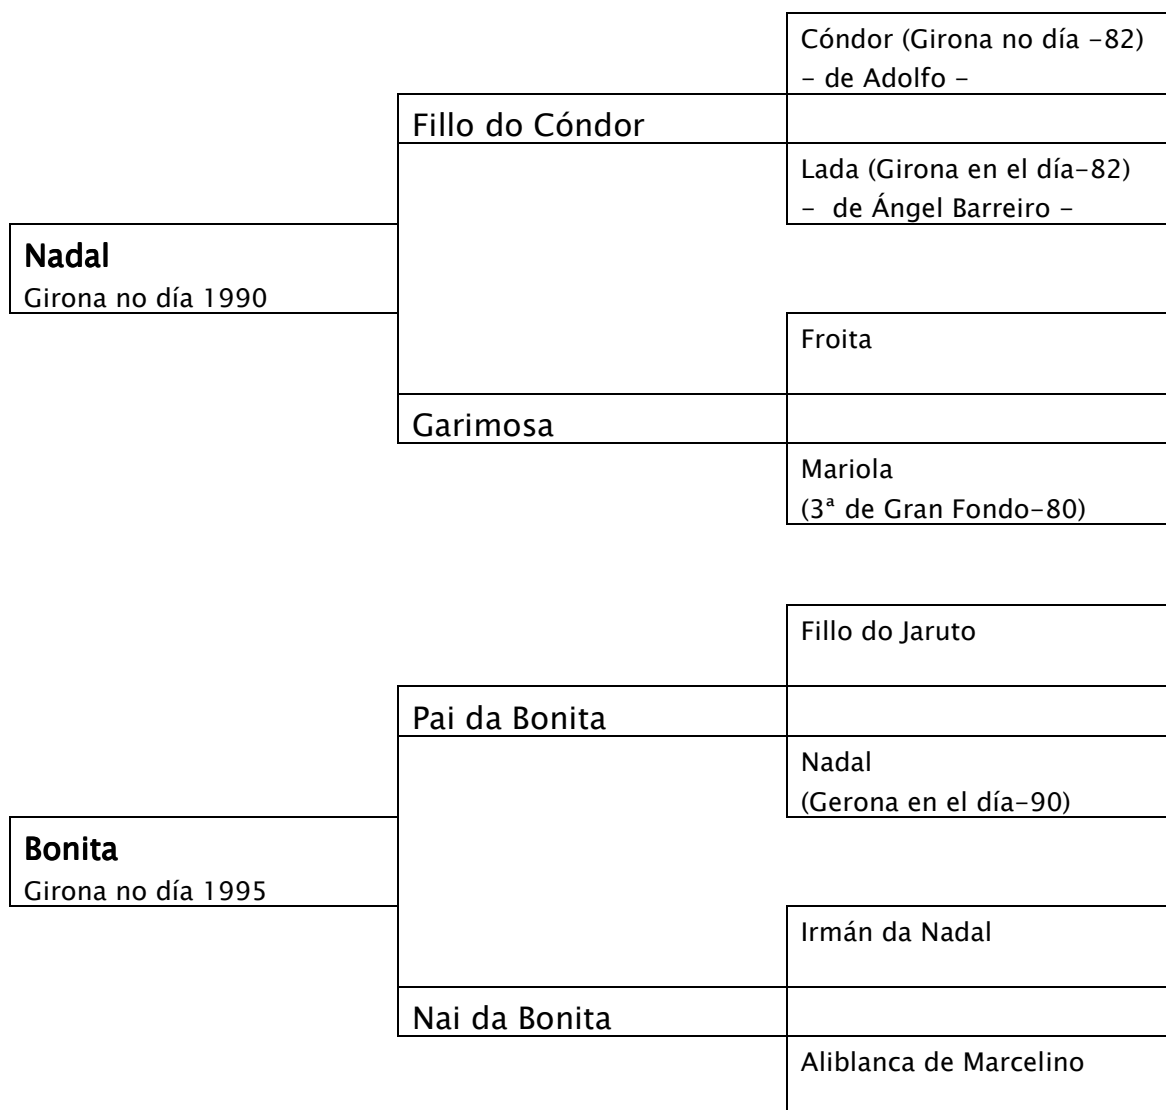 Cóndor (Girona no día -82)
- de Adolfo -
Fillo do Cóndor
Lada (Girona en el día-82)
- de Ángel Barreiro -
Nadal
Girona no día 1990
Froita
Garimosa
Mariola
(3ª de Gran Fondo-80)
Fillo do Jaruto
Pai da Bonita
Nadal
(Gerona en el día-90)
Bonita
Girona no día 1995
Irmán da Nadal
Nai da Bonita
Aliblanca de Marcelino